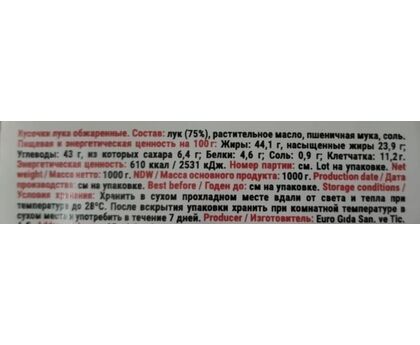 Кусочки лука обжаренные. Состав: лук (75%), растительное масло, пшеничная мука, соль.
Пищевая и энергетическая ценность на 100 г: Жиры: 44,1 г, насыщенные жиры 23,9 г;
Углеводы: 43 г, из которых сахара 6,4 г; Белки: 4,6 г; Соль: 0,9 г; Клетчатка: 11,2 г.
Энергетическая ценность: 610 ккал / 2531 кДж. Номер партии: см. Lot на упаковке. Net
weight/ Масса нетто: 1000 г. NDW / Масса основного продукта: 1000 г. Production date / Дата
производства: см на упаковке. Best before / Годен до: см на упаковке. Storage conditions /
Условия хранания: Хранить в сухом прохладном месте вдали от света и тепла при
температуре до 28°С. После вскрытия упаковки хранить при комнатной температуре в
сухом месте и употребить в течение 7 дней. Producer / Изготовитель: Euro Gıda San. ve Tic.